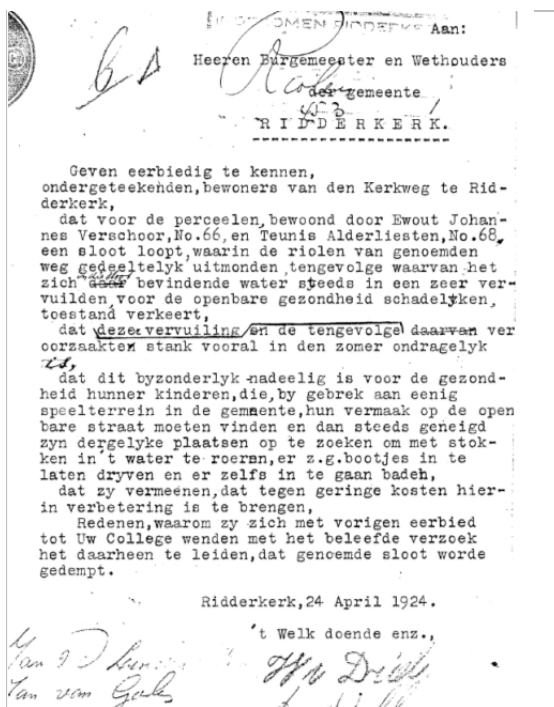 Aan:
Heeren Burgemeester en Wethouders
der gemeente
RIDDERKERK.
Geven eerbiedig te kennen,
ondergeteekenden,bewoners van den Kerkweg te Rid-
derkerk,
dat voor de perceelen,bewoond door Ewout Johan-
nes Verschoor,No.66,en Teunis Alderliesten,No.68,
een sloot loopt,waarin de riolen van genoemden
weg gedeeltelyk uitmonden tengevolge waarvan het
zich daar bevindende water steeds in een zeer ver-
vuilden,voor de openbare gezondheid schadelyken,
toestand verkeert,
dat deze vervuiling en de tengevolge daarvan ver
oorzaakten stank vooral in den zomer ondragelyk
is,
dat dit byzonderlyk nadeelig is voor de gezond-
heid hunner kinderen,die,by gebrek aan eenig
speelterrein in de gemeente,hun vermaak op de open
bare straat moeten vinden en dan steeds geneigd
zyn dergelyke plaatsen op te zoeken om met stok-
ken in 't water te roeren,er z.g.bootjes in te
laten dryven en er zelfs in te gaan baden,
dat zy vermeenen,dat tegen geringe kosten hier-
in verbetering is te brengen,
Redenen,waarom zy zich met vorigen eerbied
tot Uw College wenden met het beleefde verzoek
het daarheen te leiden,dat genoemde sloot worde
gedempt.
Ridderkerk,24 April 1924.
't Welk doende enz.,
Jan van